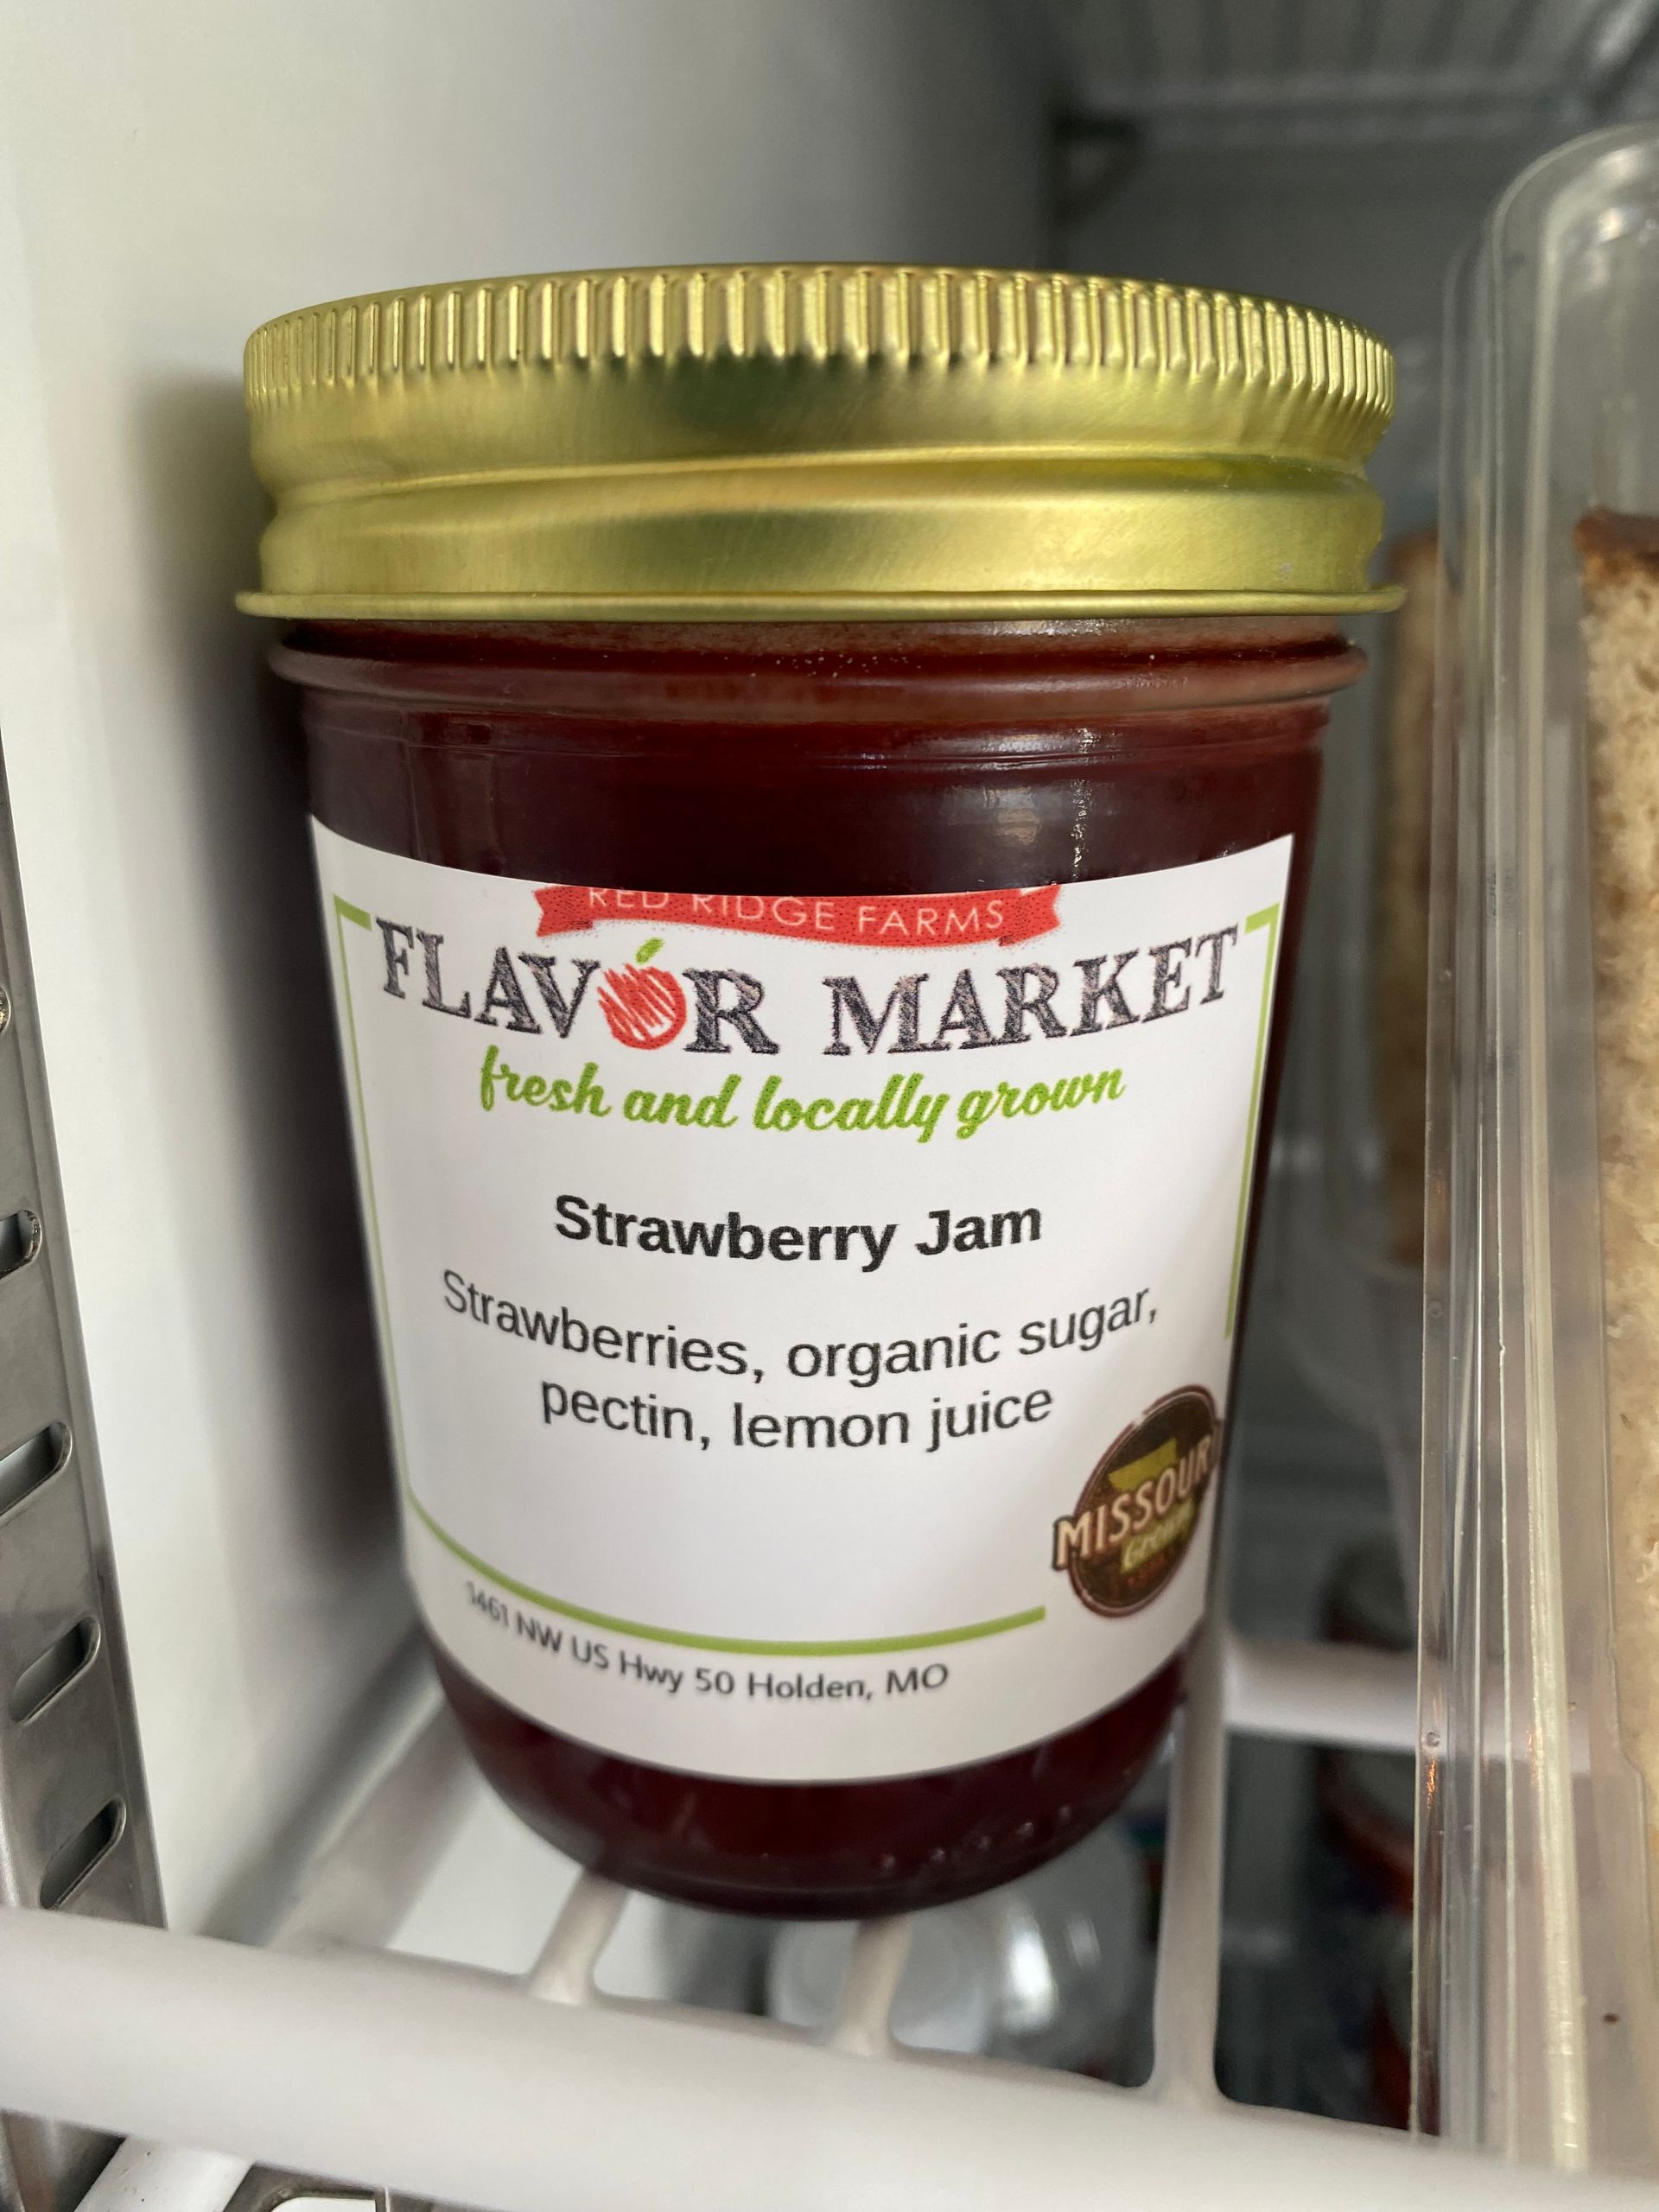 RED RIDGE FARMS
FLAVOR MARKET
fresh and locally grown
Strawberry Jam
Strawberries, organic sugar,
pectin, lemon juice
MISSOURI
Grown
1461 NW US Hwy 50 Holden, MO